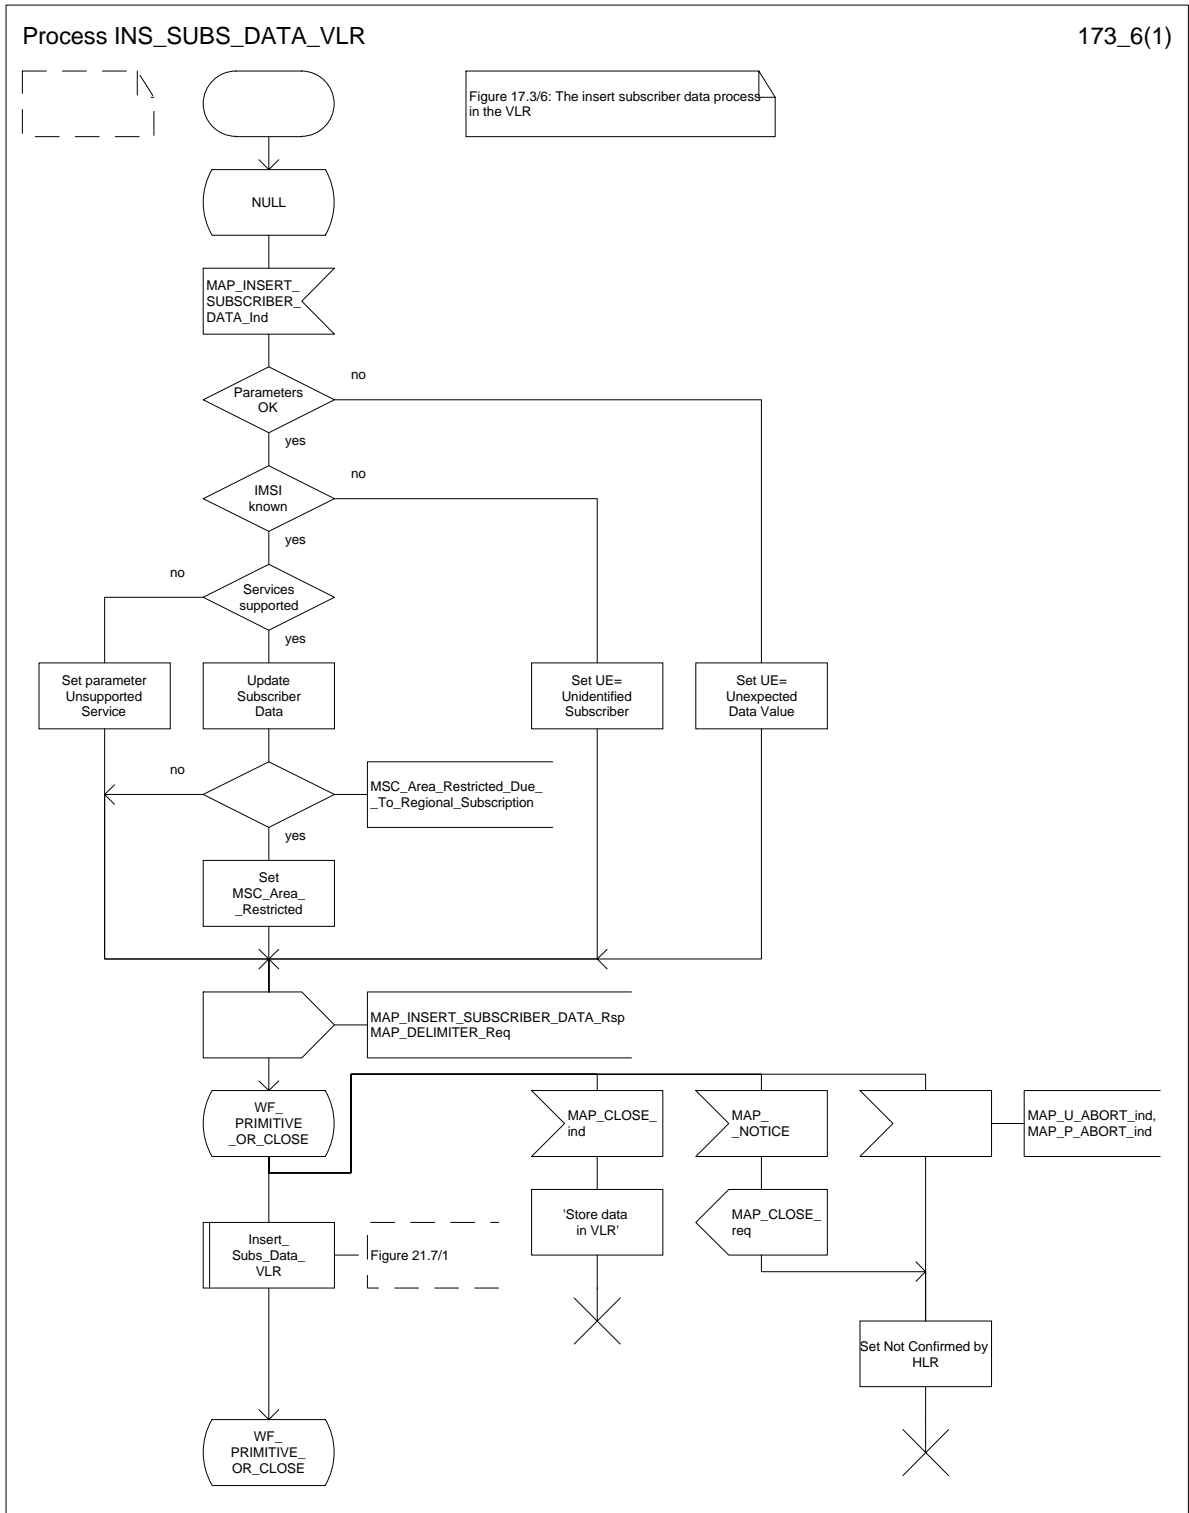 Process INS_SUBS_DATA_VLR
173_6(1)
Figure 17.3/6: The insert subscriber data process
in the VLR
NULL
MAP_INSERT_
SUBSCRIBER_
DATA_Ind
Parameters
OK
no
yes
IMSI
known
no
yes
Services
supported
no
yes
Set parameter
Unsupported
Service
Update
Subscriber
Data
Set UE=
Unidentified
Subscriber
Set UE=
Unexpected
Data Value
no
MSC_Area_Restricted_Due_
_To_Regional_Subscription
yes
Set
MSC_Area_
_Restricted
MAP_INSERT_SUBSCRIBER_DATA_Rsp
MAP_DELIMITER_Req
WF_
PRIMITIVE
_OR_CLOSE
MAP_CLOSE_
ind
MAP_
_NOTICE
MAP_U_ABORT_ind,
MAP_P_ABORT_ind
'Store data
in VLR'
MAP_CLOSE_
req
Insert_
Subs_Data_
VLR
Figure 21.7/1
Set Not Confirmed by
HLR
WF_
PRIMITIVE_
OR_CLOSE